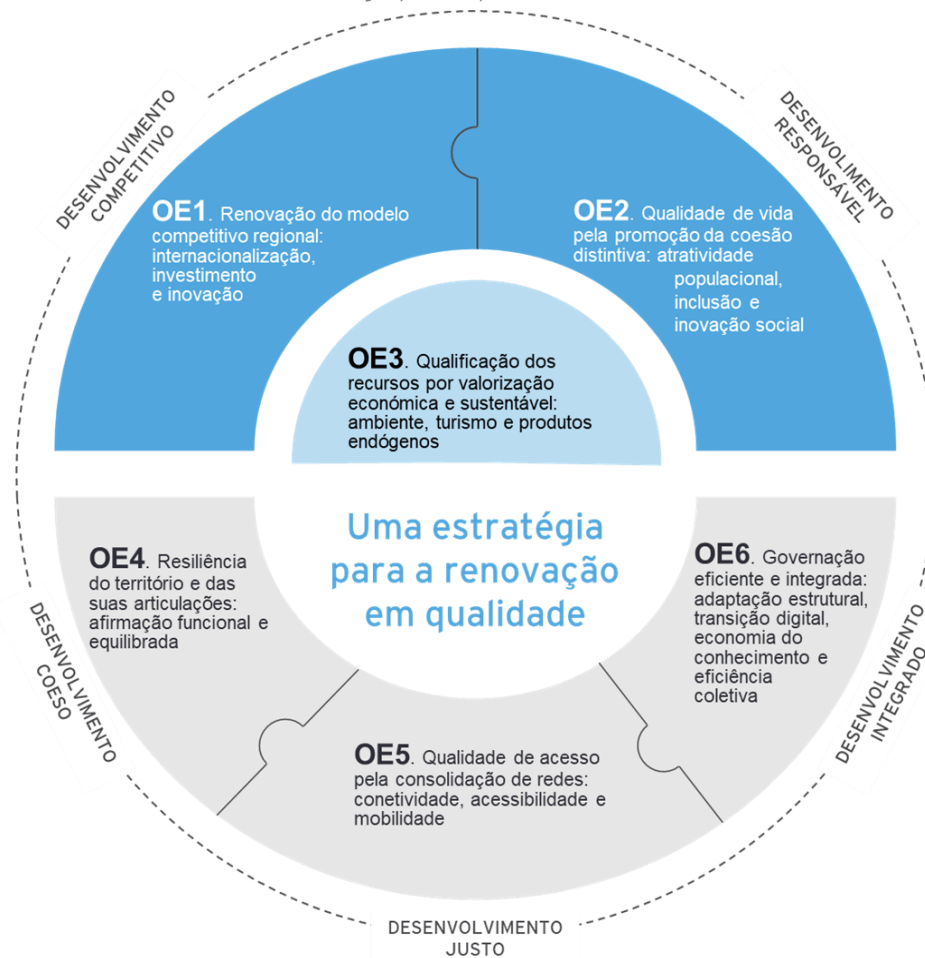 DESENVOLVIMENTO
COMPETITIVO
DESENVOLIMENTO
RESPONSÁVEL
OE1. Renovação do modelo
competitivo regional:
internacionalização,
investimento
e inovação
OE2. Qualidade de vida
pela promoção da coesão
distintiva: atratividade
populacional,
inclusão e
inovação social
OE3. Qualificação dos
recursos por valorização
económica e sustentável:
ambiente, turismo e produtos
endógenos
Uma estratégia
para a renovação
em qualidade
OE4. Resiliência
do território e das
suas articulações:
afirmação funcional e
equilibrada
OE6. Governação
eficiente e integrada:
adaptação estrutural,
transição digital,
economia do
conhecimento e
eficiência
coletiva
DESENVOLVIMENTO
COESO
DESENVOLVIMENTO
INTEGRADO
OE5. Qualidade de acesso
pela consolidação de redes:
conetividade, acessibilidade e
mobilidade
DESENVOLVIMENTO
JUSTO